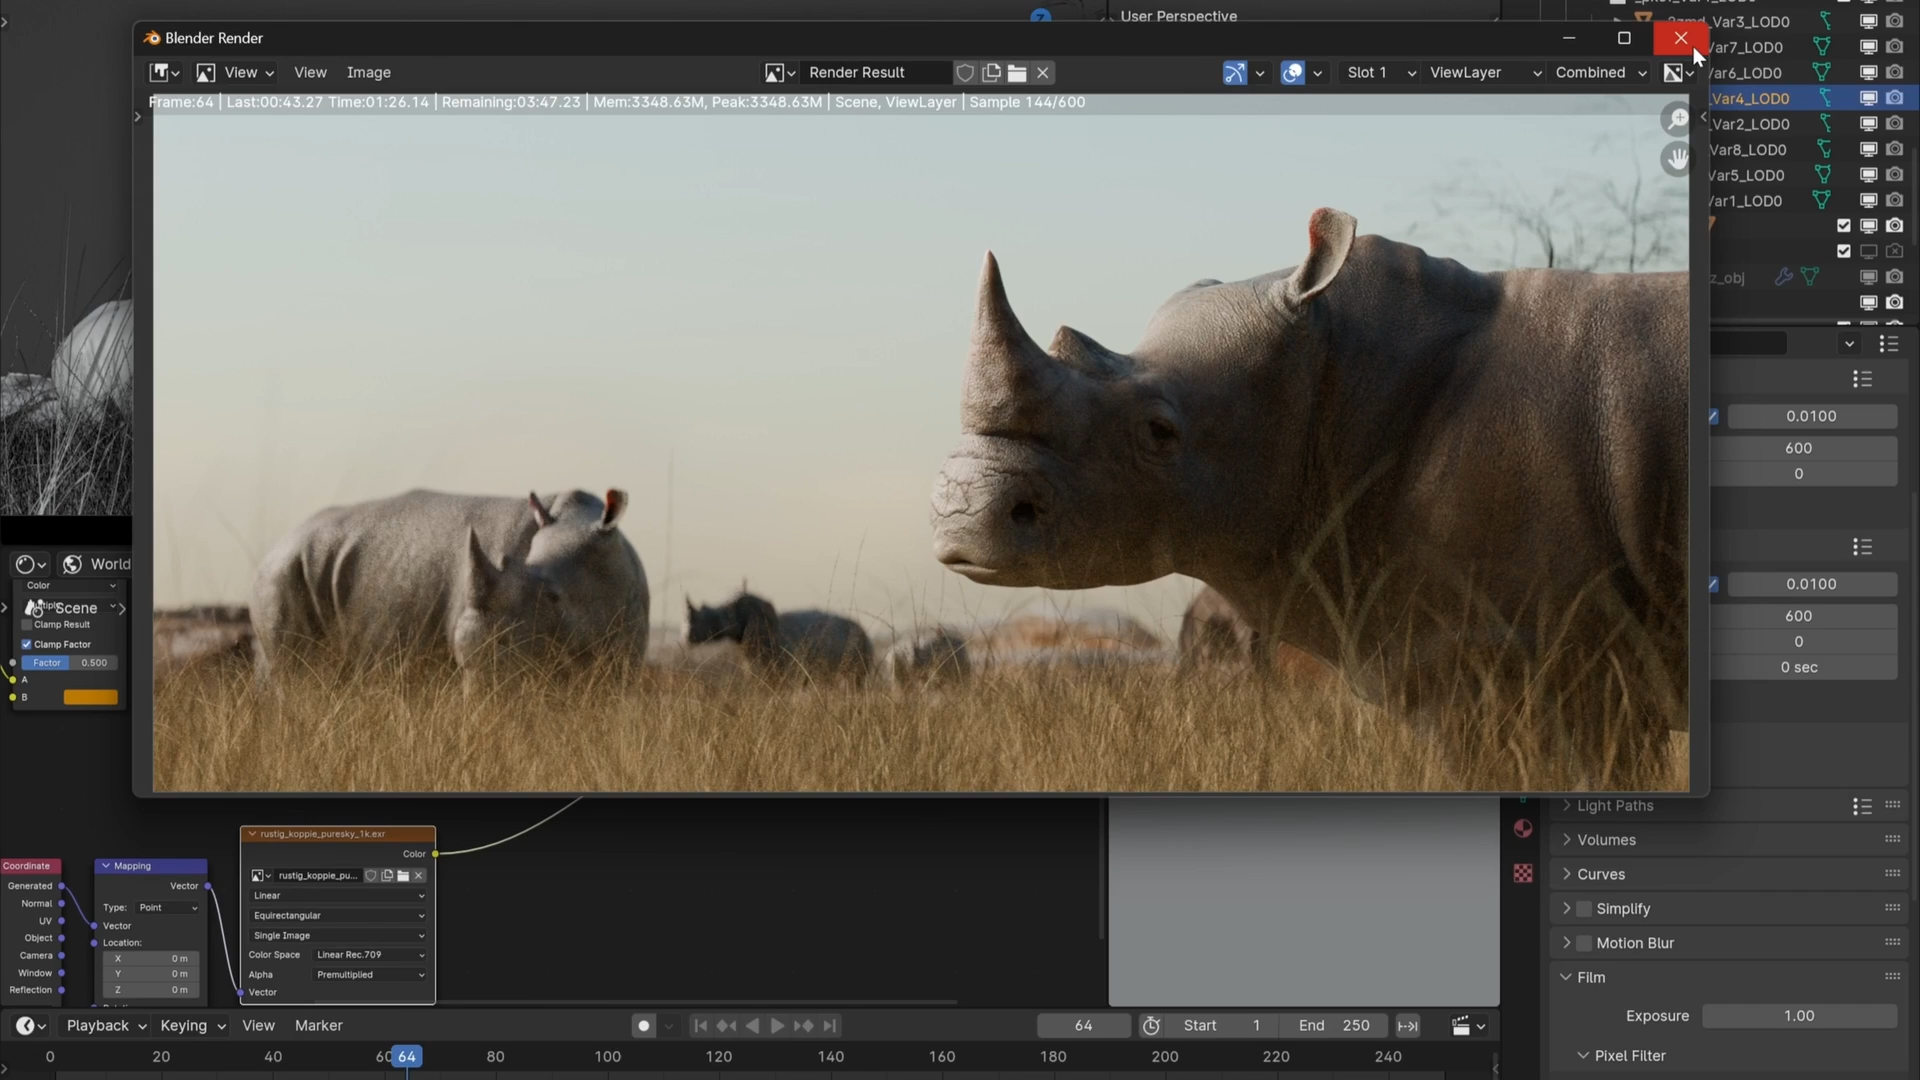 User Perspective
Blender Render
View
View
Image
Render Result
Slot 1
ViewLayer
Combined
Frame:64 | Last:00:43.27 Time:01:26.14 | Remaining:03:47.23 | Mem:3348.63M, Peak:3348.63M | Scene, ViewLayer | Sample 144/600
_Var3_LOD0
Var7_LOD0
Var6_LOD0
_Var4_LOD0
_Var2_LOD0
Var8_LOD0
Var5_LOD0
Var1_LOD0
z_obj
0.0100
600
0
0.0100
600
0
0 sec
Light Paths
Volumes
Curves
Simplify
Motion Blur
Film
Exposure
1.00
Pixel Filter
World
Color
Scene
Clamp Result
Clamp Factor
Factor 0.500
A
B
Coordinate
Generated
Normal
UV
Object
Camera
Window
Reflection
Mapping
Vector
Type: Point
Vector
Location:
X 0 m
Y 0 m
Z 0 m
rustig_koppie_puresky_1k.exr
Color
rustig_koppie_pu...
Linear
Equirectangular
Single Image
Color Space Linear Rec.709
Alpha Premultiplied
Vector
Playback
Keying
View
Marker
64
Start 1
End 250
0 20 40 60 64 80 100 120 140 160 180 200 220 240